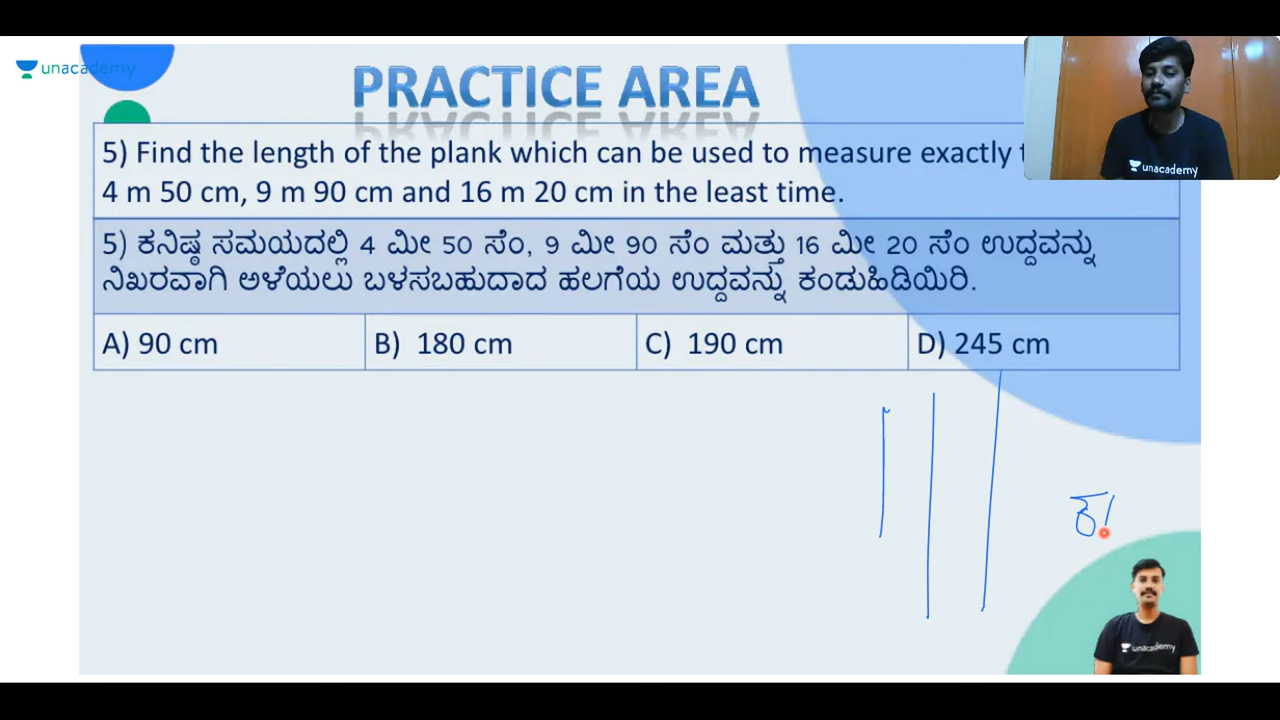 unacademy
PRACTICE AREA
5) Find the length of the plank which can be used to measure exactly
4 m 50 cm, 9 m 90 cm and 16 m 20 cm in the least time.
5) ಕನಿಷ್ಠ ಸಮಯದಲ್ಲಿ 4 ಮೀ 50 ಸೆಂ, 9 ಮೀ 90 ಸೆಂ ಮತ್ತು 16 ಮೀ 20 ಸೆಂ ಉದ್ದವನ್ನು
ನಿಖರವಾಗಿ ಅಳೆಯಲು ಬಳಸಬಹುದಾದ ಹಲಗೆಯ ಉದ್ದವನ್ನು ಕಂಡುಹಿಡಿಯಿರಿ.
A) 90 cm B) 180 cm C) 190 cm D) 245 cm
unacademy
unacademy